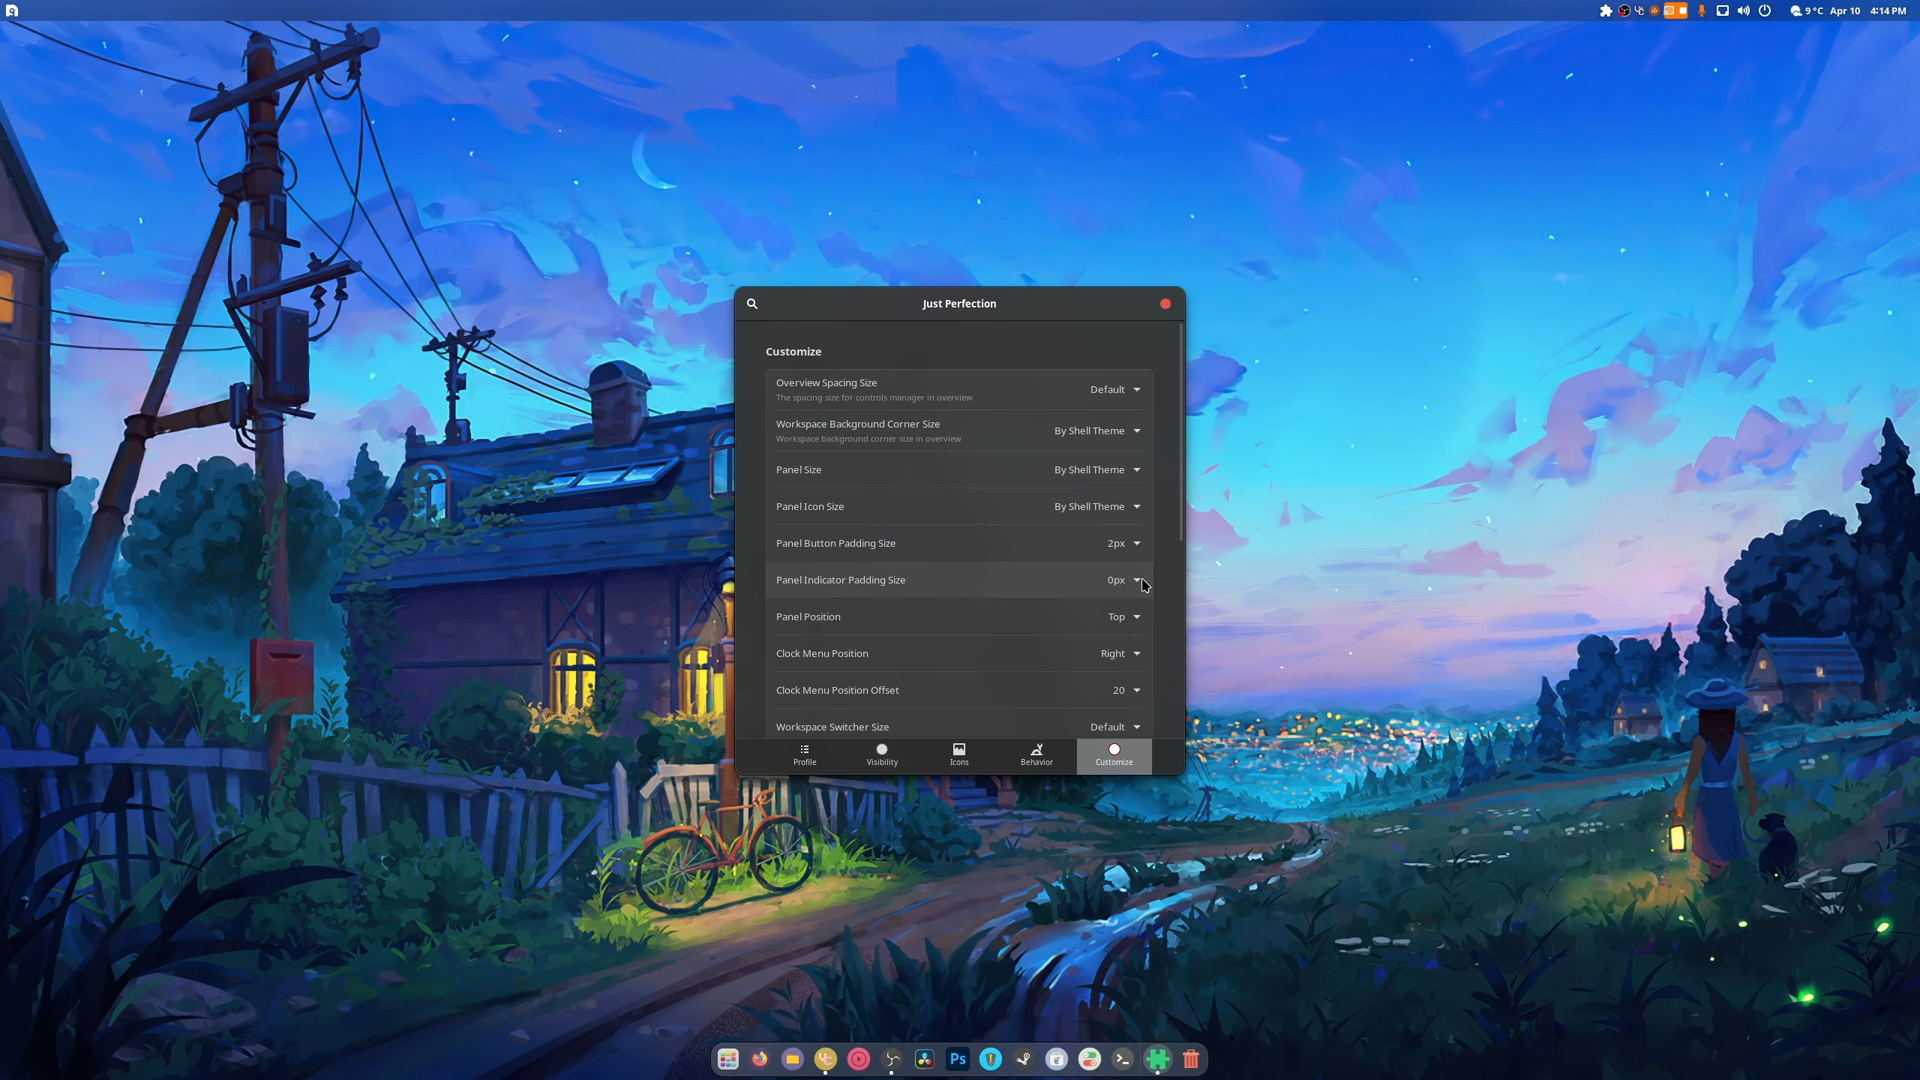 9 °C Apr 10 4:14 PM
Just Perfection
Customize
Overview Spacing Size
The spacing size for controls manager in overview
Default
Workspace Background Corner Size
Workspace background corner size in overview
By Shell Theme
Panel Size By Shell Theme
Panel Icon Size By Shell Theme
Panel Button Padding Size 2px
Panel Indicator Padding Size 0px
Panel Position Top
Clock Menu Position Right
Clock Menu Position Offset 20
Workspace Switcher Size Default
Profile Visibility Icons Behavior Customize
Ps